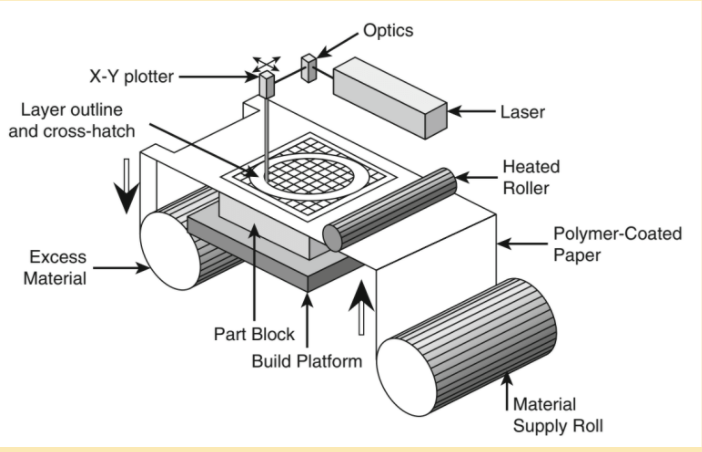 Optics
X-Y plotter
Layer outline
and cross-hatch
Laser
Heated
Roller
Polymer-Coated
Paper
Excess
Material
Part Block
Build Platform
Material
Supply Roll